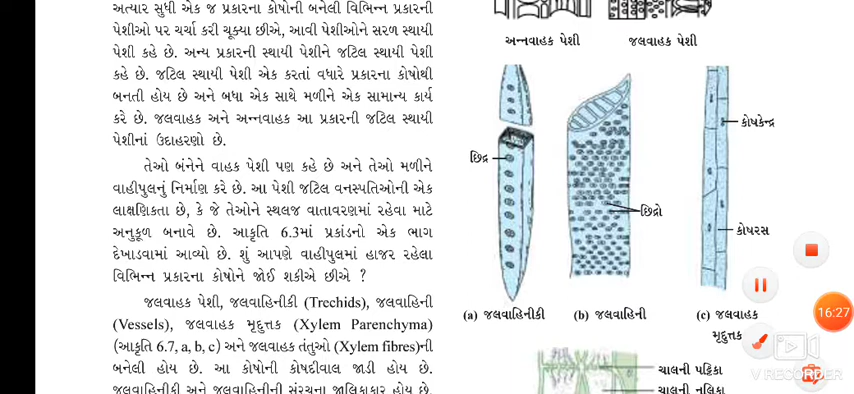 અત્યાર સુધી એક જ પ્રકારના કોષોની બનેલી વિભિન્ન પ્રકારની
પેશીઓ પર ચર્ચા કરી ચૂક્યા છીએ, આવી પેશીઓને સરળ સ્થાયી
પેશી કહે છે. અન્ય પ્રકારની સ્થાયી પેશીને જટિલ સ્થાયી પેશી
કહે છે. જટિલ સ્થાયી પેશી એક કરતાં વધારે પ્રકારના કોષોથી
બનતી હોય છે અને બધા એક સાથે મળીને એક સામાન્ય કાર્ય
કરે છે. જલવાહક અને અન્નવાહક આ પ્રકારની જટિલ સ્થાયી
પેશીનાં ઉદાહરણો છે.
તેઓ બંનેને વાહક પેશી પણ કહે છે અને તેઓ મળીને
વાહીપુલનું નિર્માણ કરે છે. આ પેશી જટિલ વનસ્પતિઓની એક
લાક્ષણિકતા છે, કે જે તેઓને સ્થલજ વાતાવરણમાં રહેવા માટે
અનુકૂળ બનાવે છે. આકૃતિ 6.3માં પ્રકાંડનો એક ભાગ
દેખાડવામાં આવ્યો છે. શું આપણે વાહીપુલમાં હાજર રહેલા
વિભિન્ન પ્રકારના કોષોને જોઈ શકીએ છીએ ?
જલવાહક પેશી, જલવાહિનીકી (Trechids), જલવાહિની
(Vessels), જલવાહક મૃદુત્તક (Xylem Parenchyma)
(આકૃતિ 6.7, a, b, c) અને જલવાહક તંતુઓ (Xylem fibres)ની
બનેલી હોય છે. આ કોષોની કોષદીવાલ જાડી હોય છે.
જલવાહિનીકી અને જલવાહિનીની સંરચના જાલિકાકાર હોય છે.
અન્નવાહક પેશી
જલવાહક પેશી
છિદ્ર
છિદ્રો
કોષકેન્દ્ર
કોષરસ
(a) જલવાહિનીકી
(b) જલવાહિની
(c) જલવાહક
મૃદુત્તક
ચાલની પટ્ટિકા
ચાલની નલિકા
16:27
V RECORDER